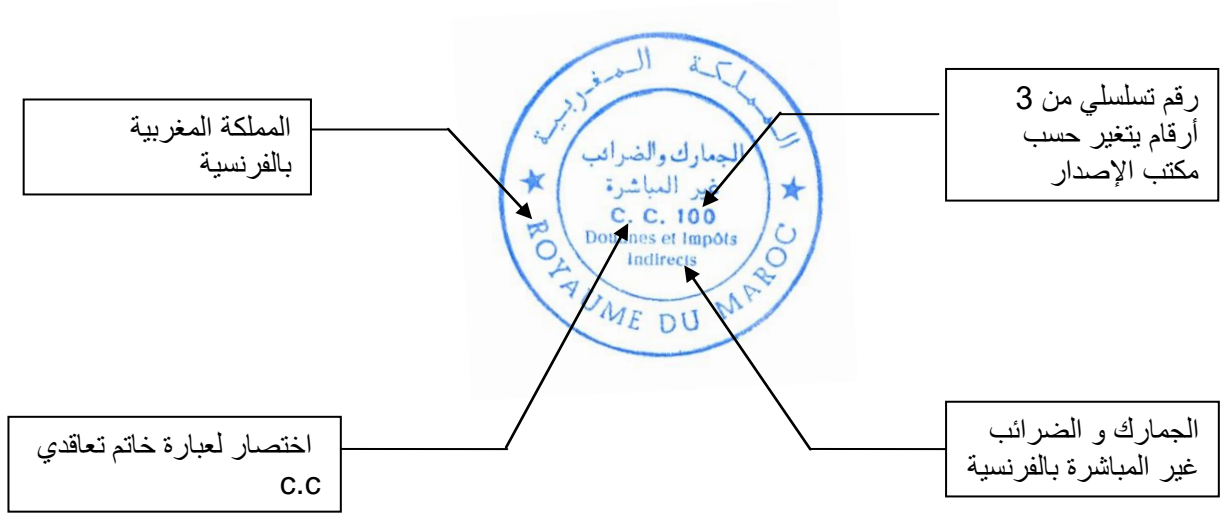 المملكة المغربية
بالفرنسية
رقم تسلسلي من 3
أرقام يتغير حسب
مكتب الإصدار
المملكة المغربية
الجمارك والضرائب
غير المباشرة
C. C. 100
Douanes et Impôts
Indirects
ROYAUME DU MAROC
اختصار لعبارة خاتم تعاقدي
c.c
الجمارك و الضرائب
غير المباشرة بالفرنسية